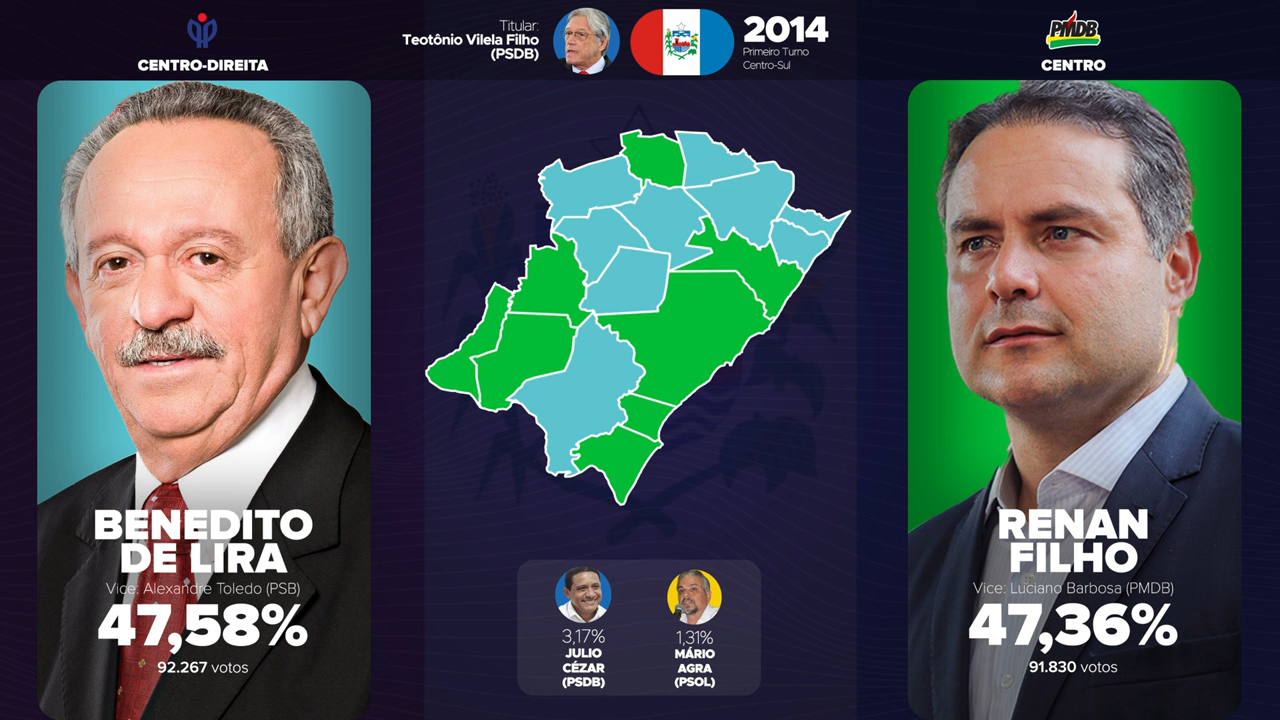 CENTRO-DIREITA
Titular:
Teotônio Vilela Filho
(PSDB)
2014
Primeiro Turno
Centro-Sul
PMDB
CENTRO
BENEDITO
DE LIRA
Vice: Alexandre Toledo (PSB)
47,58%
92.267 votos
3,17%
JULIO
CÉZAR
(PSDB)
1,31%
MÁRIO
AGRA
(PSOL)
RENAN
FILHO
Vice: Luciano Barbosa (PMDB)
47,36%
91.830 votos